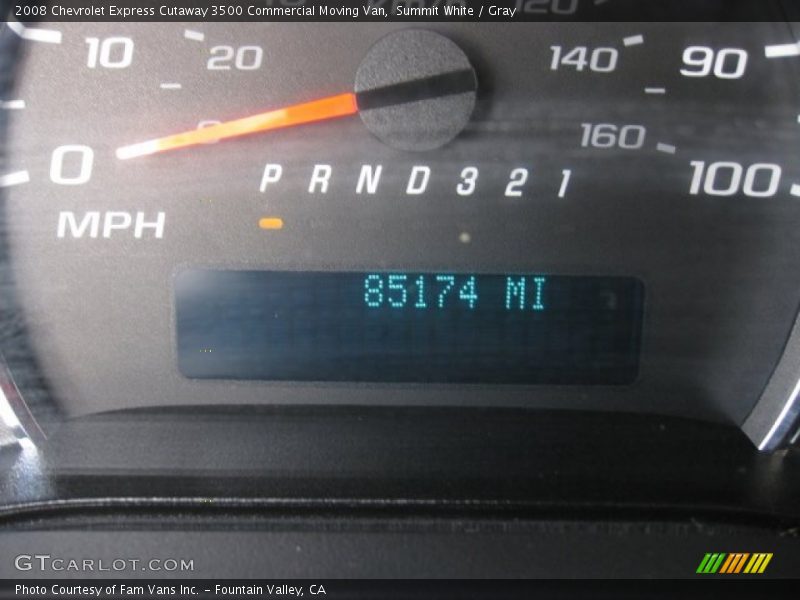 2008 Chevrolet Express Cutaway 3500 Commercial Moving Van, Summit White / Gray
120
10 20 140 90
0 160 100
P R N D 3 2 1
MPH
85174 MI
GTCARLOT.COM
Photo Courtesy of Fam Vans Inc. - Fountain Valley, CA